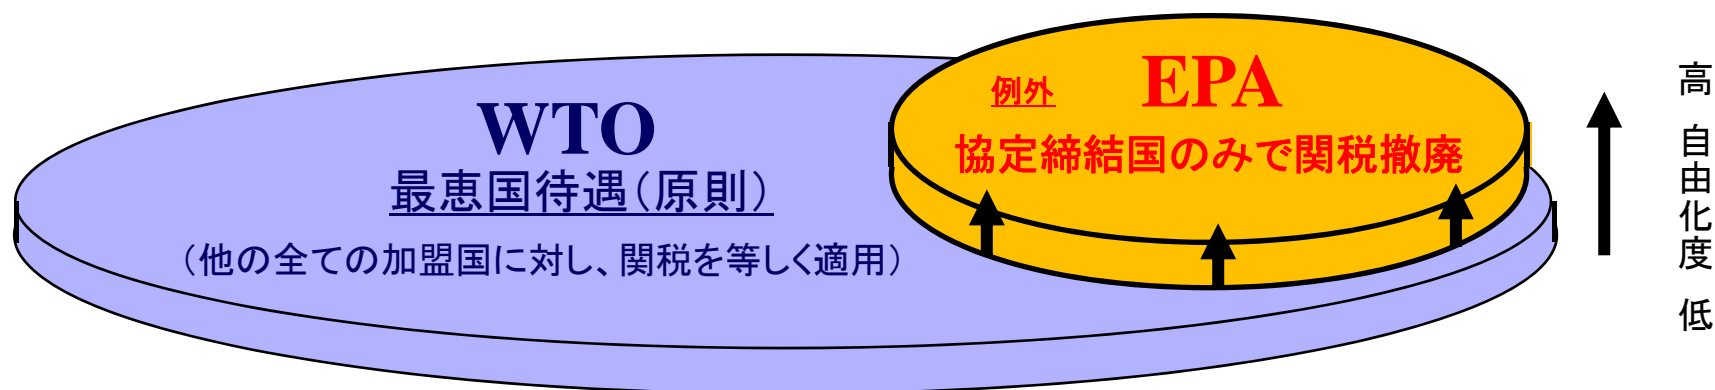 WTO
最恵国待遇(原則)
(他の全ての加盟国に対し、関税を等しく適用)
例外 EPA
協定締結国のみで関税撤廃
高 自由化度 低